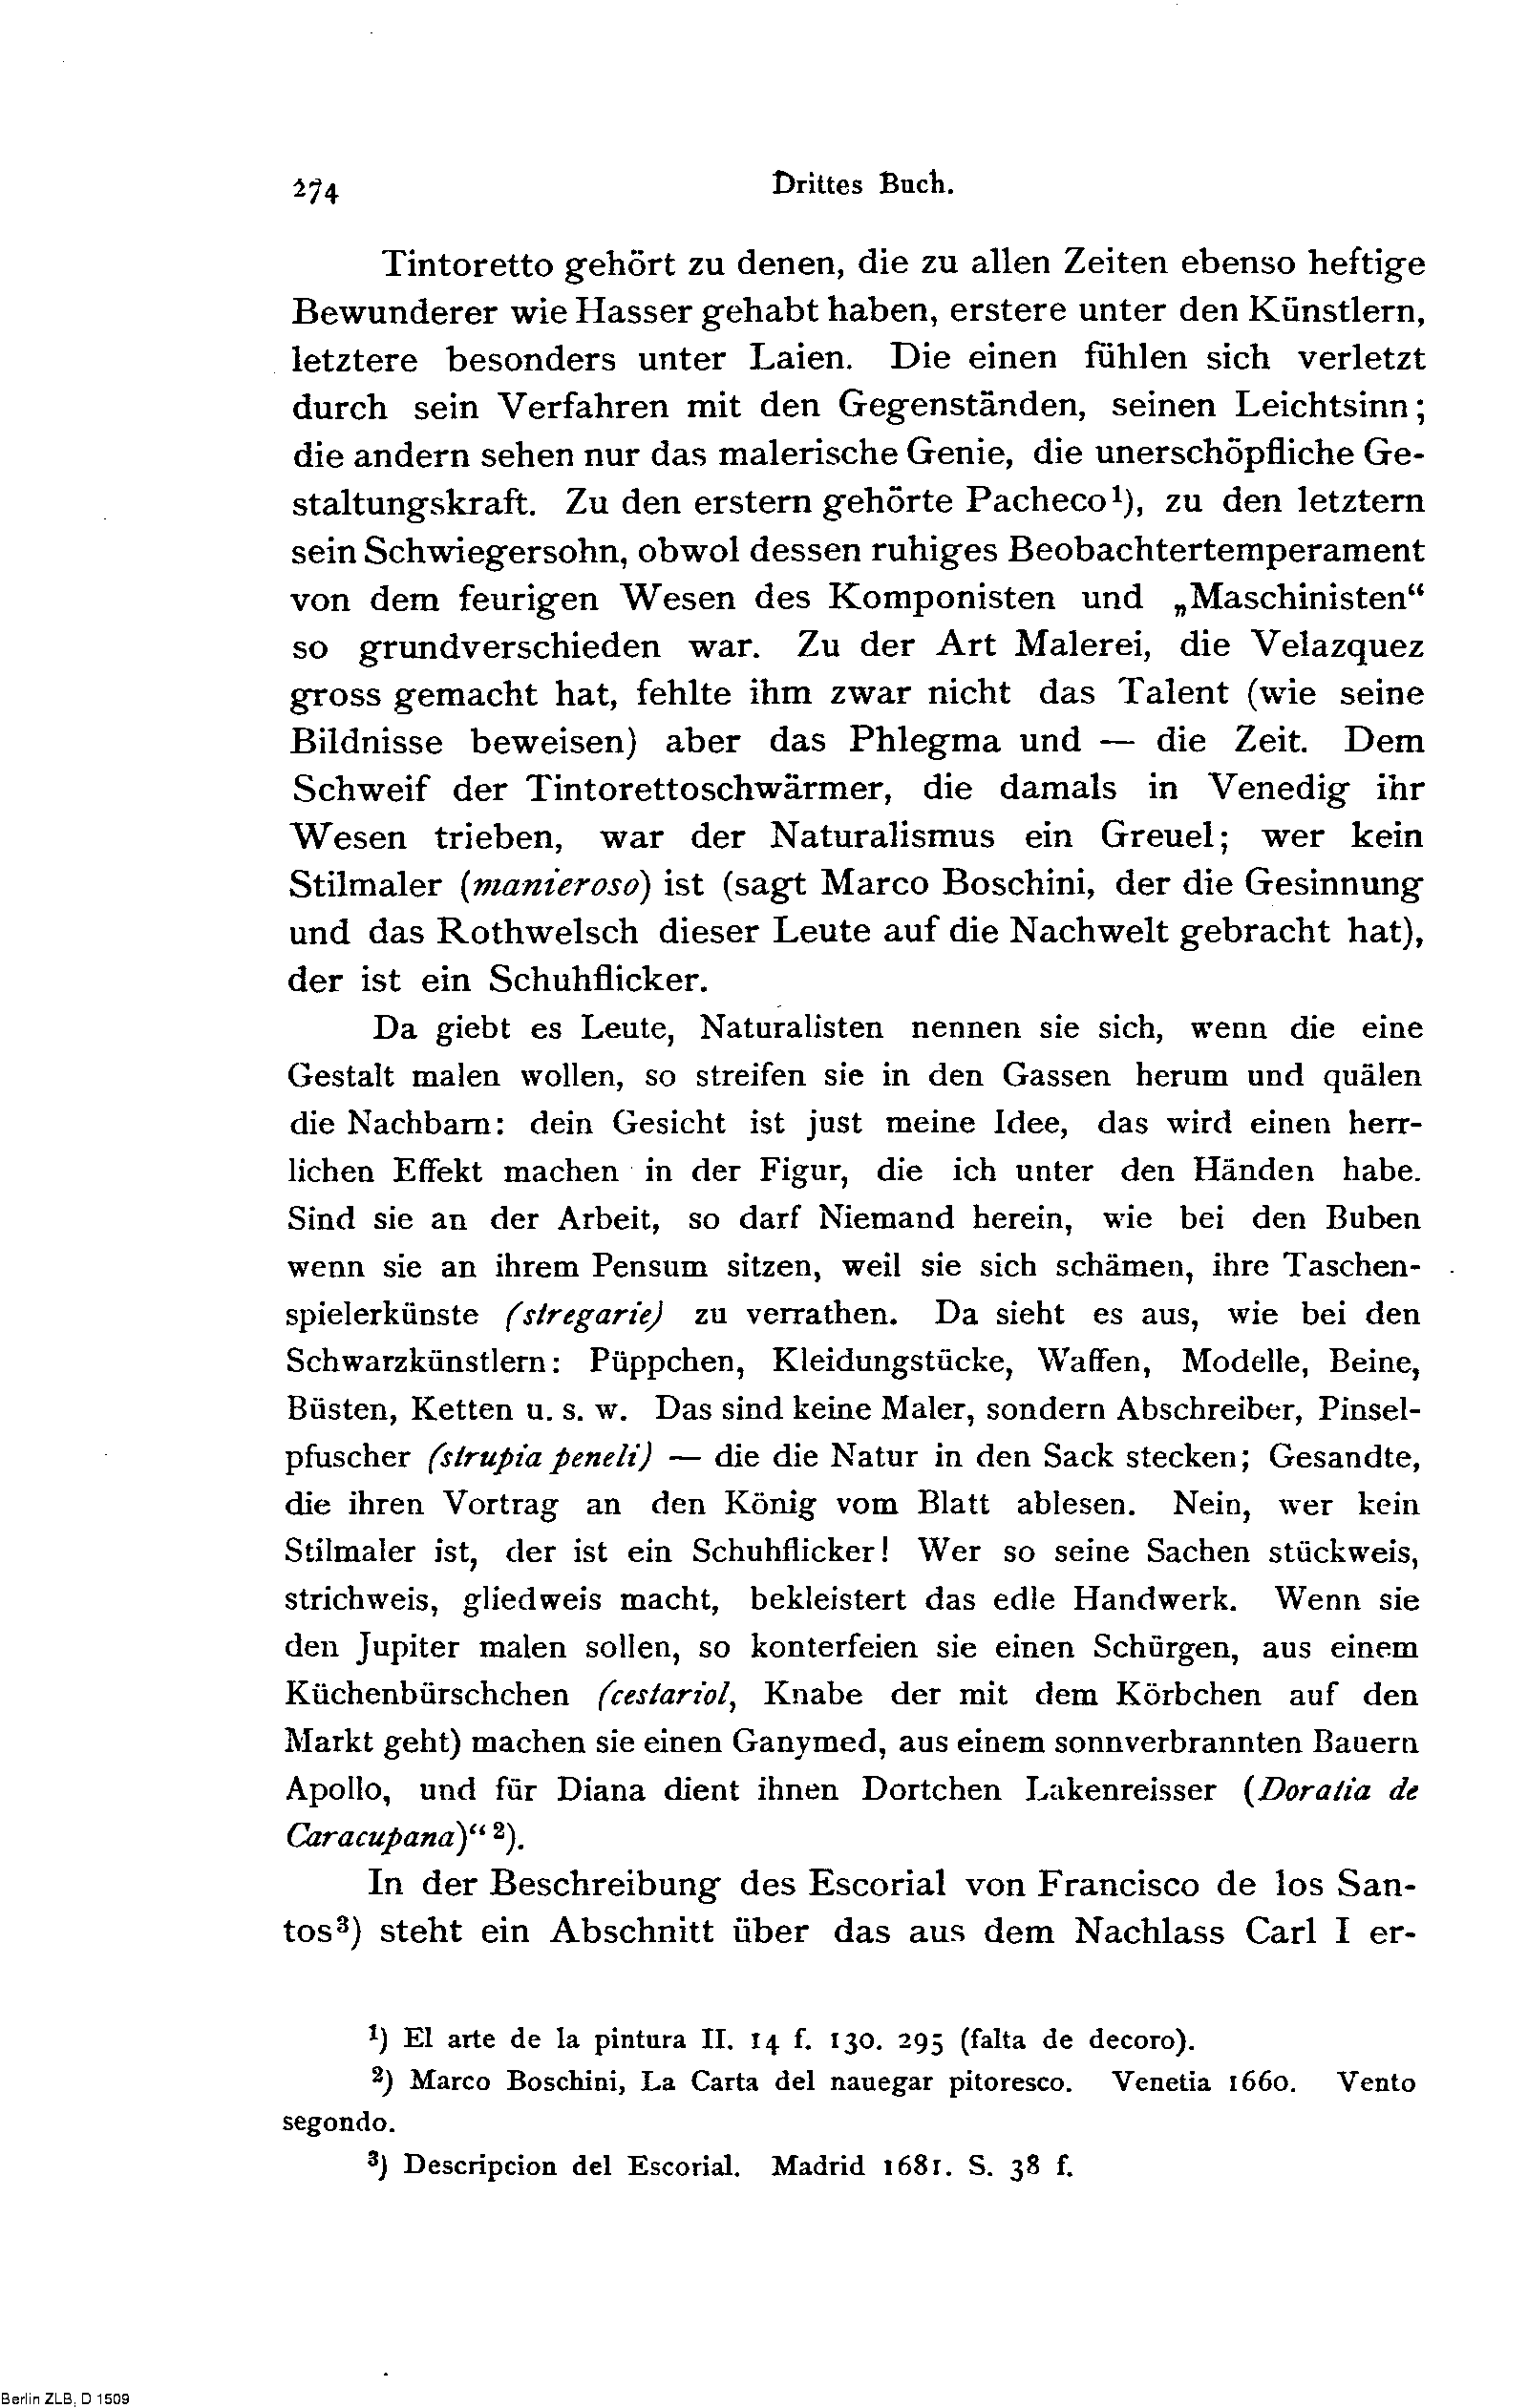 274
Drittes Buch.
Tintoretto gehört zu denen, die zu allen Zeiten ebenso heftige
Bewunderer wie Hasser gehabt haben, erstere unter den Künstlern,
letztere besonders unter Laien. Die einen fühlen sich verletzt
durch sein Verfahren mit den Gegenständen, seinen Leichtsinn;
die andern sehen nur das malerische Genie, die unerschöpfliche Ge-
staltungskraft. Zu den erstern gehörte Pacheco¹), zu den letztern
sein Schwiegersohn, obwol dessen ruhiges Beobachtertemperament
von dem feurigen Wesen des Komponisten und „Maschinisten“
so grundverschieden war. Zu der Art Malerei, die Velazquez
gross gemacht hat, fehlte ihm zwar nicht das Talent (wie seine
Bildnisse beweisen) aber das Phlegma und — die Zeit. Dem
Schweif der Tintorettoschwärmer, die damals in Venedig ihr
Wesen trieben, war der Naturalismus ein Greuel; wer kein
Stilmaler (manieroso) ist (sagt Marco Boschini, der die Gesinnung
und das Rothwelsch dieser Leute auf die Nachwelt gebracht hat),
der ist ein Schuhflicker.
Da giebt es Leute, Naturalisten nennen sie sich, wenn die eine
Gestalt malen wollen, so streifen sie in den Gassen herum und quälen
die Nachbarn: dein Gesicht ist just meine Idee, das wird einen herr-
lichen Effekt machen in der Figur, die ich unter den Händen habe.
Sind sie an der Arbeit, so darf Niemand herein, wie bei den Buben
wenn sie an ihrem Pensum sitzen, weil sie sich schämen, ihre Taschen-
spielerkünste (stregarie) zu verrathen. Da sieht es aus, wie bei den
Schwarzkünstlern: Püppchen, Kleidungstücke, Waffen, Modelle, Beine,
Büsten, Ketten u. s. w. Das sind keine Maler, sondern Abschreiber, Pinsel-
pfuscher (strupia peneli) — die die Natur in den Sack stecken; Gesandte,
die ihren Vortrag an den König vom Blatt ablesen. Nein, wer kein
Stilmaler ist, der ist ein Schuhflicker! Wer so seine Sachen stückweis,
strichweis, gliedweis macht, bekleistert das edle Handwerk. Wenn sie
den Jupiter malen sollen, so konterfeien sie einen Schürgen, aus einem
Küchenbürschchen (cestariol, Knabe der mit dem Körbchen auf den
Markt geht) machen sie einen Ganymed, aus einem sonnverbrannten Bauern
Apollo, und für Diana dient ihnen Dortchen Lakenreisser (Doratia de
Caracupana)“ ²).
In der Beschreibung des Escorial von Francisco de los San-
tos³) steht ein Abschnitt über das aus dem Nachlass Carl I er-
¹) El arte de la pintura II. 14 f. 130. 295 (falta de decoro).
²) Marco Boschini, La Carta del nauegar pitoresco. Venetia 1660. Vento
segondo.
³) Descripcion del Escorial. Madrid 1681. S. 38 f.
Berlin ZLB, D 1509